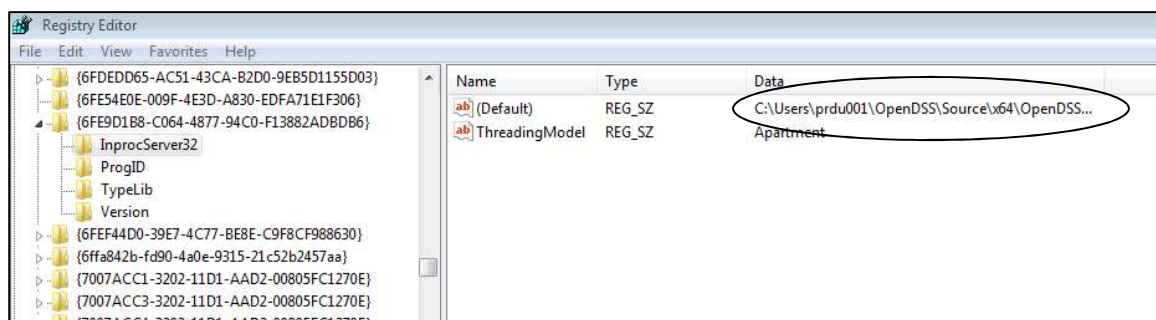 Registry Editor
File Edit View Favorites Help
{6FDEDD65-AC51-43CA-B2D0-9EB5D1155D03}
{6FE54E0E-009F-4E3D-A830-EDFA71E1F306}
{6FE9D1B8-C064-4877-94C0-F13882ADBDB6}
InprocServer32
ProgID
TypeLib
Version
{6FEF44D0-39E7-4C77-BE8E-C9F8CF988630}
{6ffa842b-fd90-4a0e-9315-21c52b2457aa}
{7007ACC1-3202-11D1-AAD2-00805FC1270E}
{7007ACC3-3202-11D1-AAD2-00805FC1270E}
Name Type Data
(Default) REG_SZ C:\Users\prdu001\OpenDSS\Source\x64\OpenDSS...
ThreadingModel REG_SZ Apartment